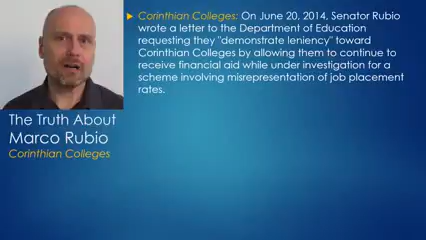 Corinthian Colleges: On June 20, 2014, Senator Rubio
wrote a letter to the Department of Education
requesting they "demonstrate leniency" toward
Corinthian Colleges by allowing them to continue to
receive financial aid while under investigation for a
scheme involving misrepresentation of job placement
rates.
The Truth About
Marco Rubio
Corinthian Colleges